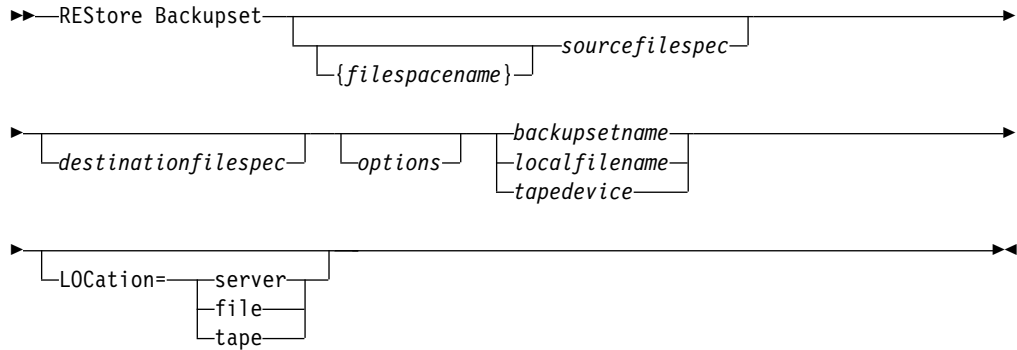 REStore Backupset
sourcefilespec
{filespacename}
destinationfilespec options backupsetname
localfilename
tapedevice
LOCation= server
file
tape